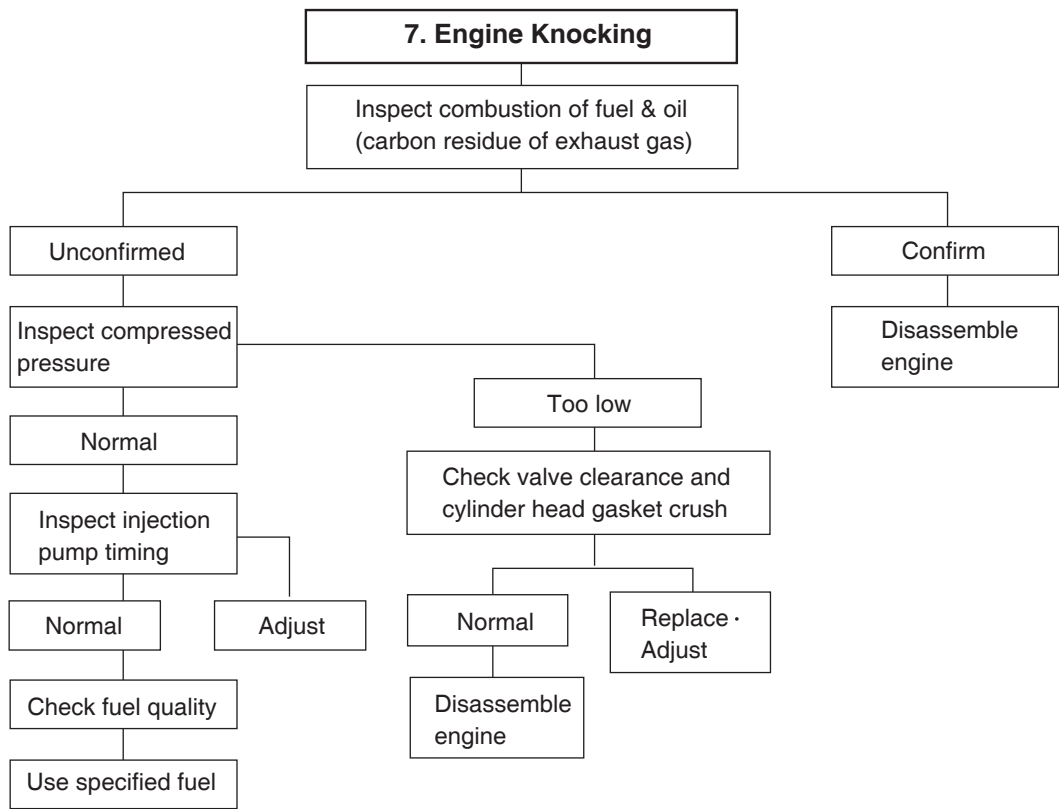 7. Engine Knocking
Inspect combustion of fuel & oil
(carbon residue of exhaust gas)
Unconfirmed
Confirm
Inspect compressed
pressure
Disassemble
engine
Too low
Normal
Check valve clearance and
cylinder head gasket crush
Inspect injection
pump timing
Normal
Adjust
Normal
Replace ·
Adjust
Check fuel quality
Disassemble
engine
Use specified fuel